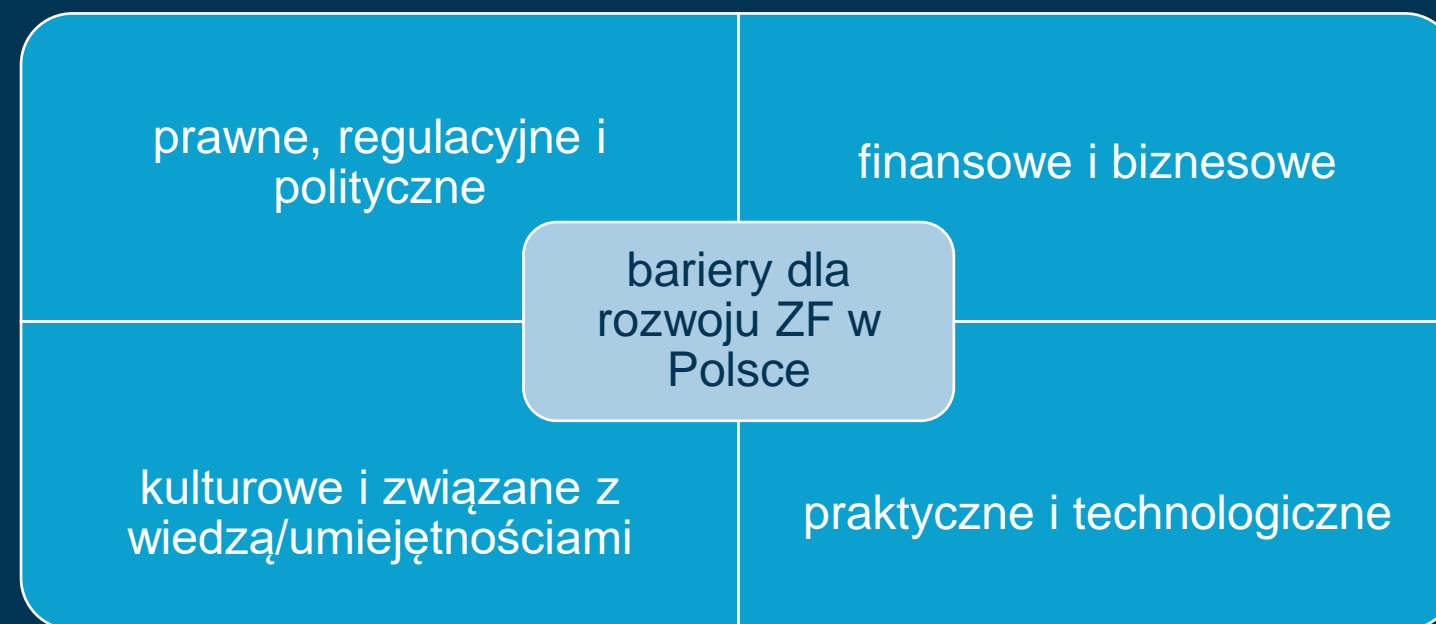 prawne, regulacyjne i
polityczne
finansowe i biznesowe
bariery dla
rozwoju ZF w
Polsce
kulturowe i związane z
wiedzą/umiejętnościami
praktyczne i technologiczne